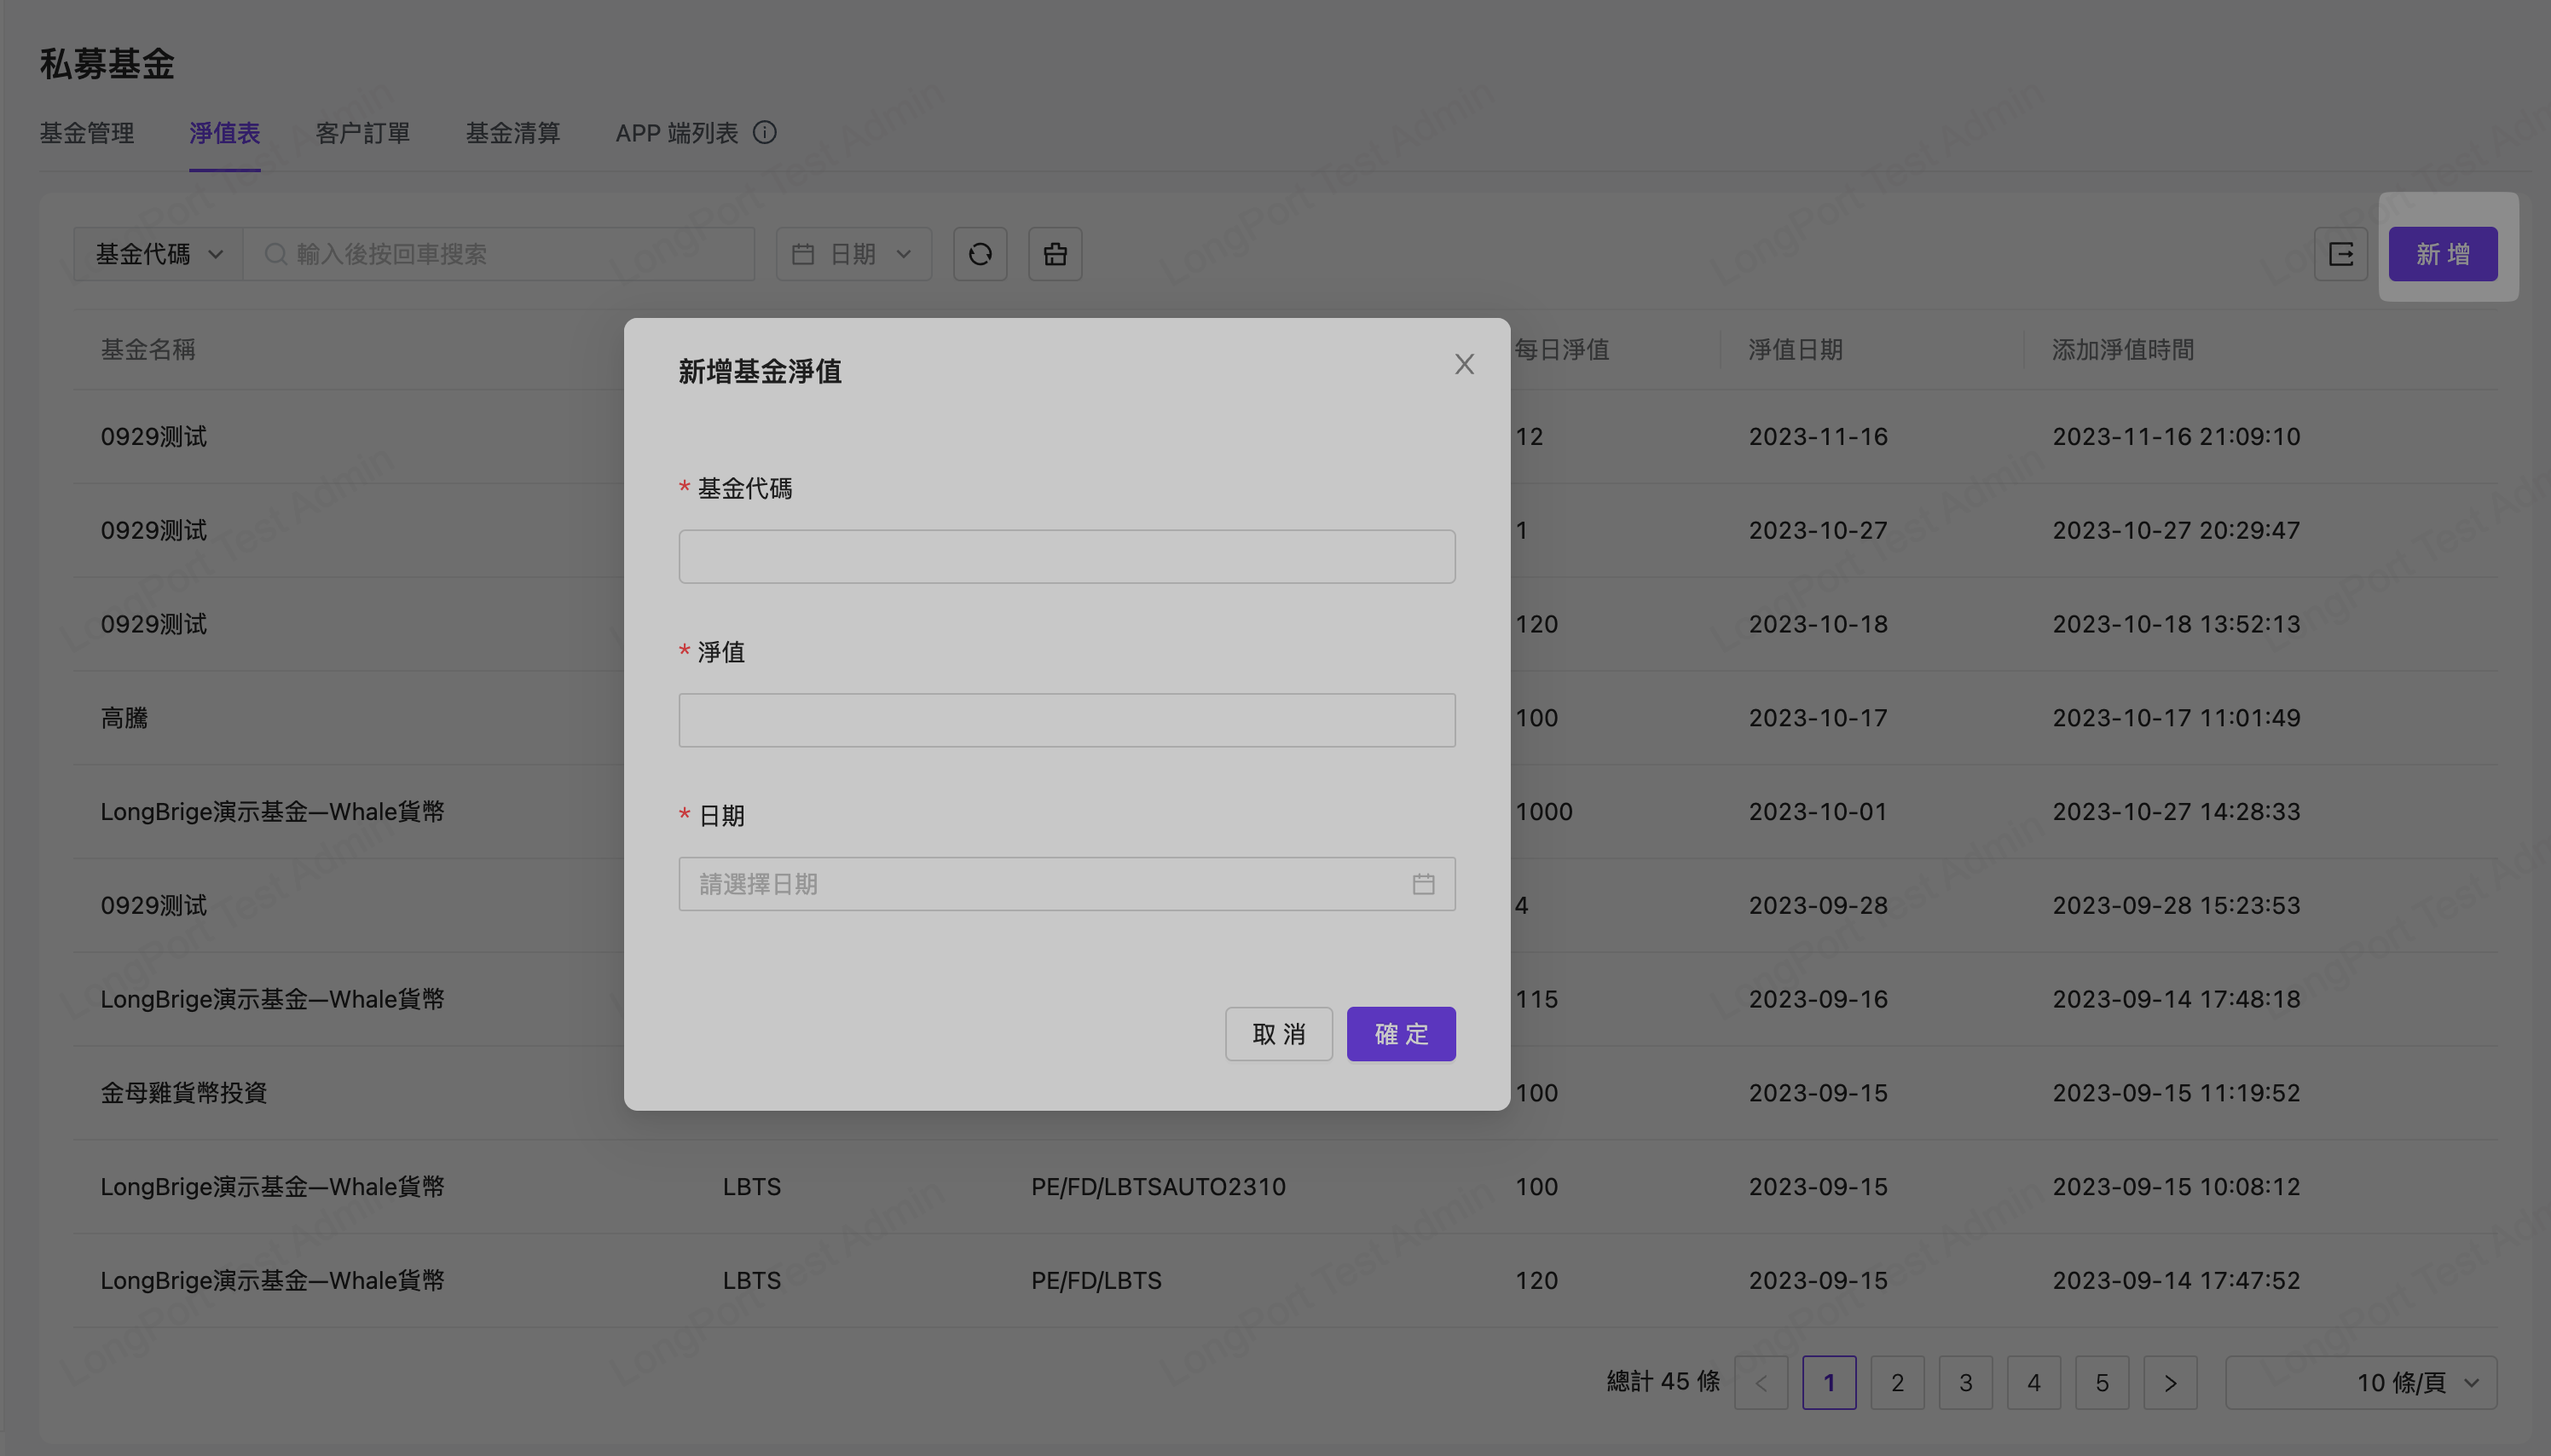 私募基金
基金管理 淨值表 客户訂單 基金清算 APP 端列表
基金代碼 輸入後按回車搜索 日期 新 增
基金名稱 每日淨值 淨值日期 添加淨值時間
新增基金淨值
0929测试 12 2023-11-16 2023-11-16 21:09:10
* 基金代碼
0929测试 1 2023-10-27 2023-10-27 20:29:47
0929测试 120 2023-10-18 2023-10-18 13:52:13
* 淨值
高騰 100 2023-10-17 2023-10-17 11:01:49
LongBrige演示基金—Whale貨幣 1000 2023-10-01 2023-10-27 14:28:33
* 日期
請選擇日期
0929测试 4 2023-09-28 2023-09-28 15:23:53
LongBrige演示基金—Whale貨幣 115 2023-09-16 2023-09-14 17:48:18
取 消 確 定
金母雞貨幣投資 100 2023-09-15 2023-09-15 11:19:52
LongBrige演示基金—Whale貨幣 LBTS PE/FD/LBTSAUTO2310 100 2023-09-15 2023-09-15 10:08:12
LongBrige演示基金—Whale貨幣 LBTS PE/FD/LBTS 120 2023-09-15 2023-09-14 17:47:52
總計 45 條 < 1 2 3 4 5 > 10 條/頁
LongPort Test Admin